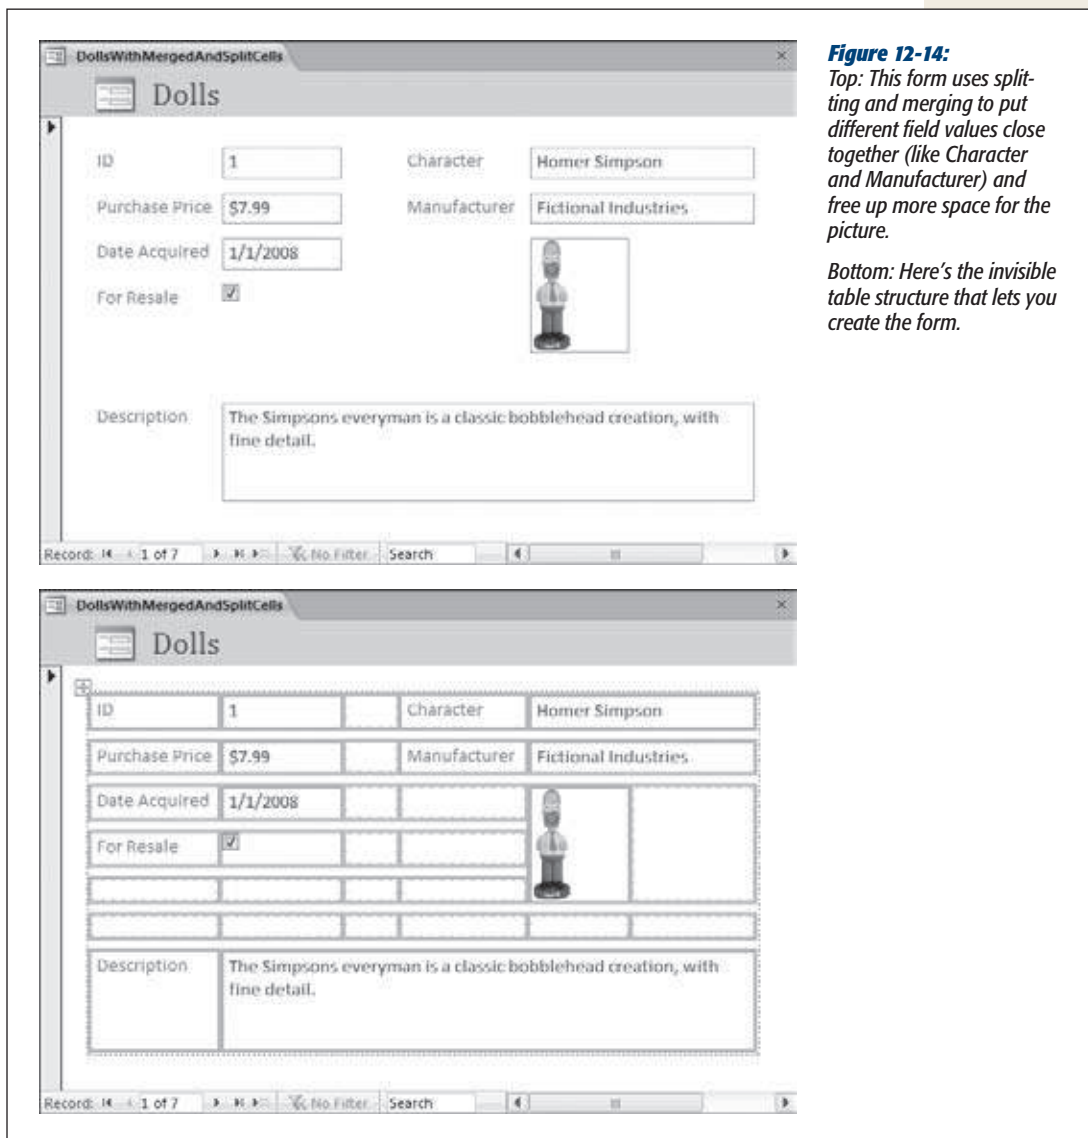 DollsWithMergedAndSplitCells
Dolls
ID
1
Character
Homer Simpson
Purchase Price
$7.99
Manufacturer
Fictional Industries
Date Acquired
1/1/2008
For Resale
Description
The Simpsons everyman is a classic bobblehead creation, with
fine detail.
Record: 1 of 7 No Filter Search
DollsWithMergedAndSplitCells
Dolls
ID
1
Character
Homer Simpson
Purchase Price
$7.99
Manufacturer
Fictional Industries
Date Acquired
1/1/2008
For Resale
Description
The Simpsons everyman is a classic bobblehead creation, with
fine detail.
Record: 1 of 7 No Filter Search
Figure 12-14:
Top: This form uses split-
ting and merging to put
different field values close
together (like Character
and Manufacturer) and
free up more space for the
picture.
Bottom: Here's the invisible
table structure that lets you
create the form.